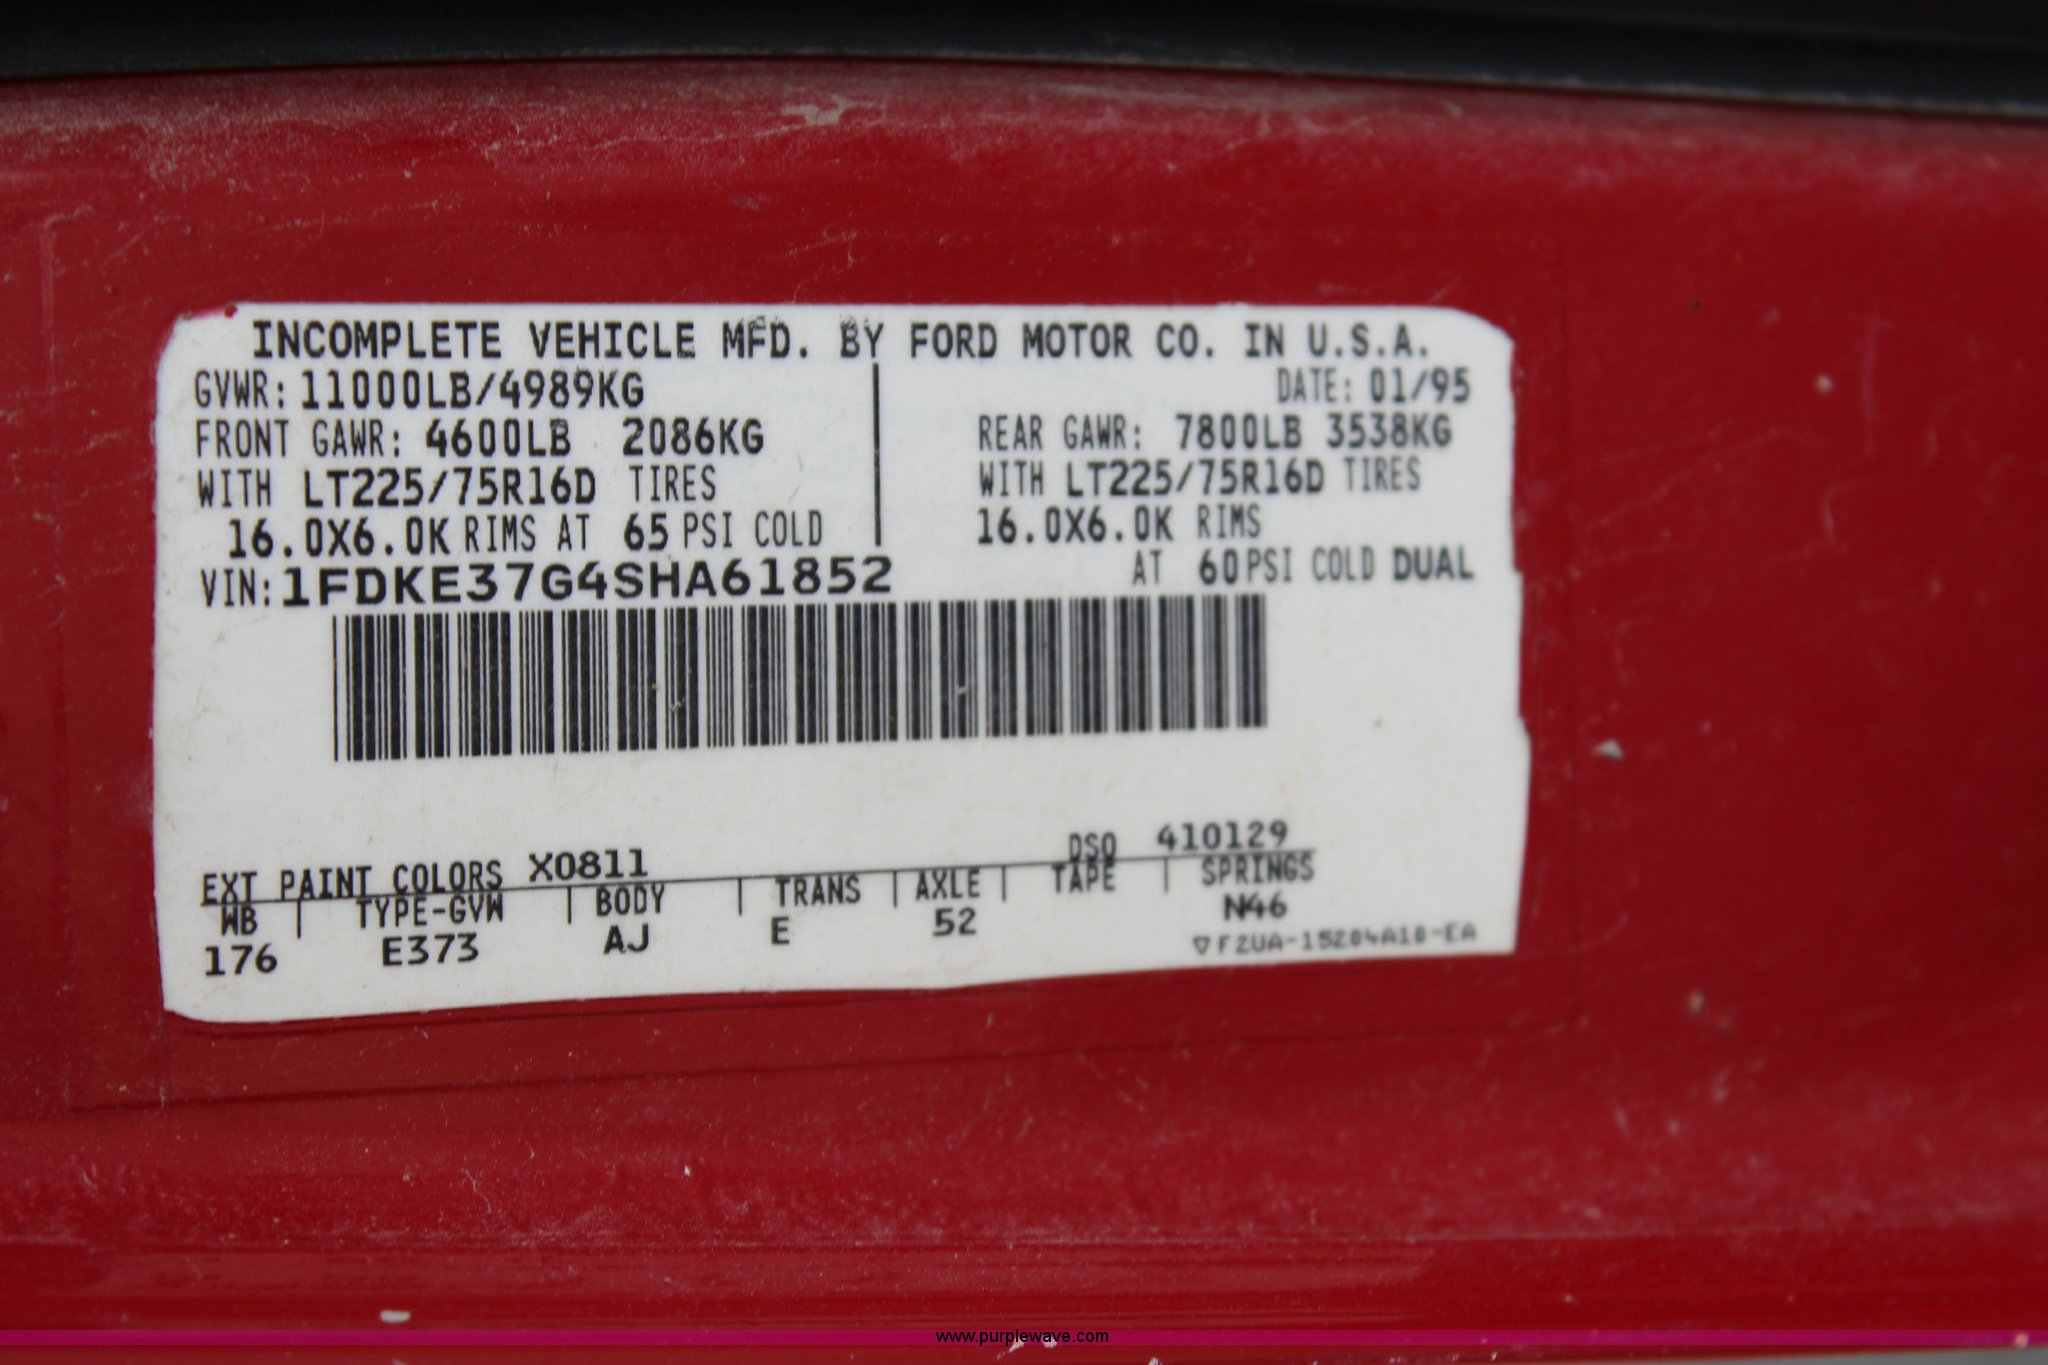 INCOMPLETE VEHICLE MFD. BY FORD MOTOR CO. IN U.S.A.
GVWR: 11000LB/4989KG
DATE: 01/95
FRONT GAWR: 4600LB 2086KG
REAR GAWR: 7800LB 3538KG
WITH LT225/75R16D TIRES
WITH LT225/75R16D TIRES
16.0X6.0K RIMS AT 65 PSI COLD
16.0X6.0K RIMS
AT 60 PSI COLD DUAL
VIN: 1FDKE37G4SHA61852
EXT PAINT COLORS X0811
DSO 410129
WB | TYPE-GVW | BODY | TRANS | AXLE | TAPE | SPRINGS
176 E373 AJ E 52 N46
▽F2UA-15204A10-EA
www.purplewave.com